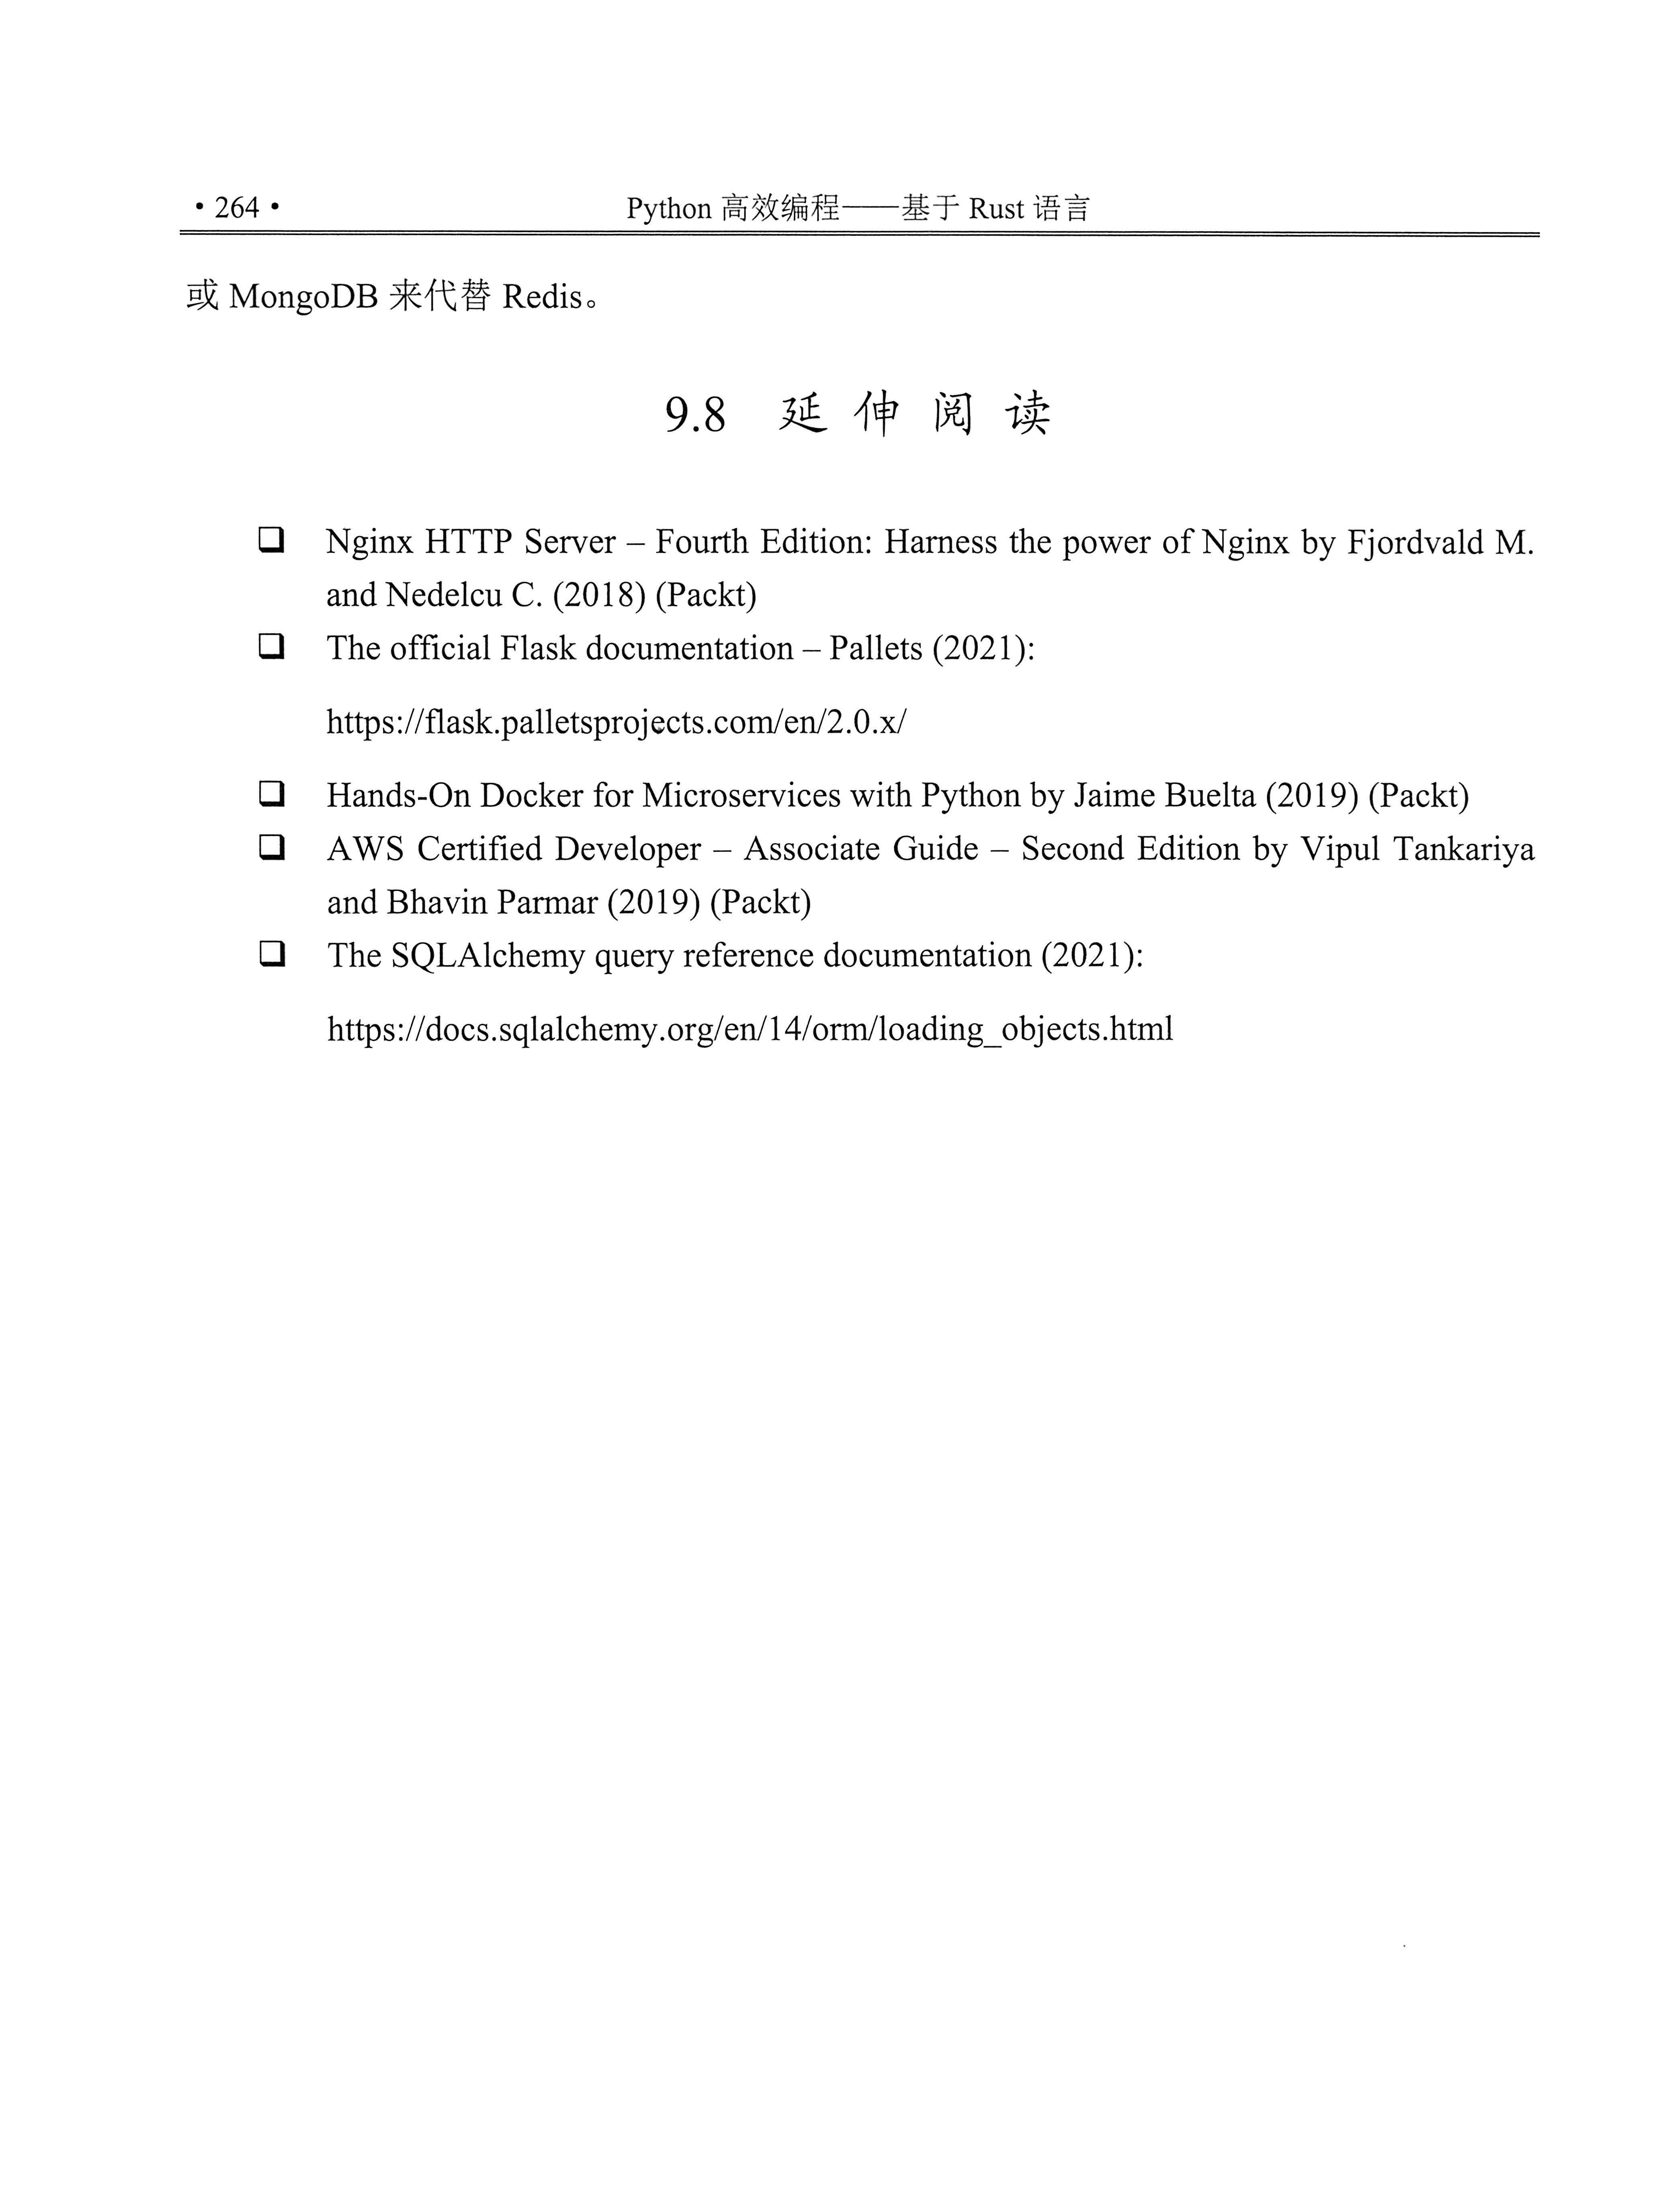 • 264 •
Python 高效编程——基于 Rust 语言
或 MongoDB 来代替 Redis。
9.8 延伸阅读
❑ Nginx HTTP Server – Fourth Edition: Harness the power of Nginx by Fjordvald M.
and Nedelcu C. (2018) (Packt)
❑ The official Flask documentation – Pallets (2021):
https://flask.palletsprojects.com/en/2.0.x/
❑ Hands-On Docker for Microservices with Python by Jaime Buelta (2019) (Packt)
❑ AWS Certified Developer – Associate Guide – Second Edition by Vipul Tankariya
and Bhavin Parmar (2019) (Packt)
❑ The SQLAlchemy query reference documentation (2021):
https://docs.sqlalchemy.org/en/14/orm/loading_objects.html